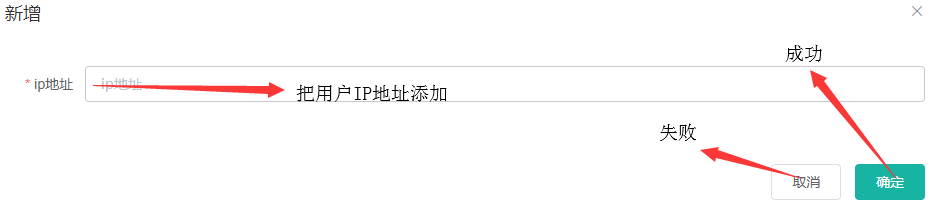 新增
成功
* ip地址
ip地址
把用户IP地址添加
失败
取消
确定